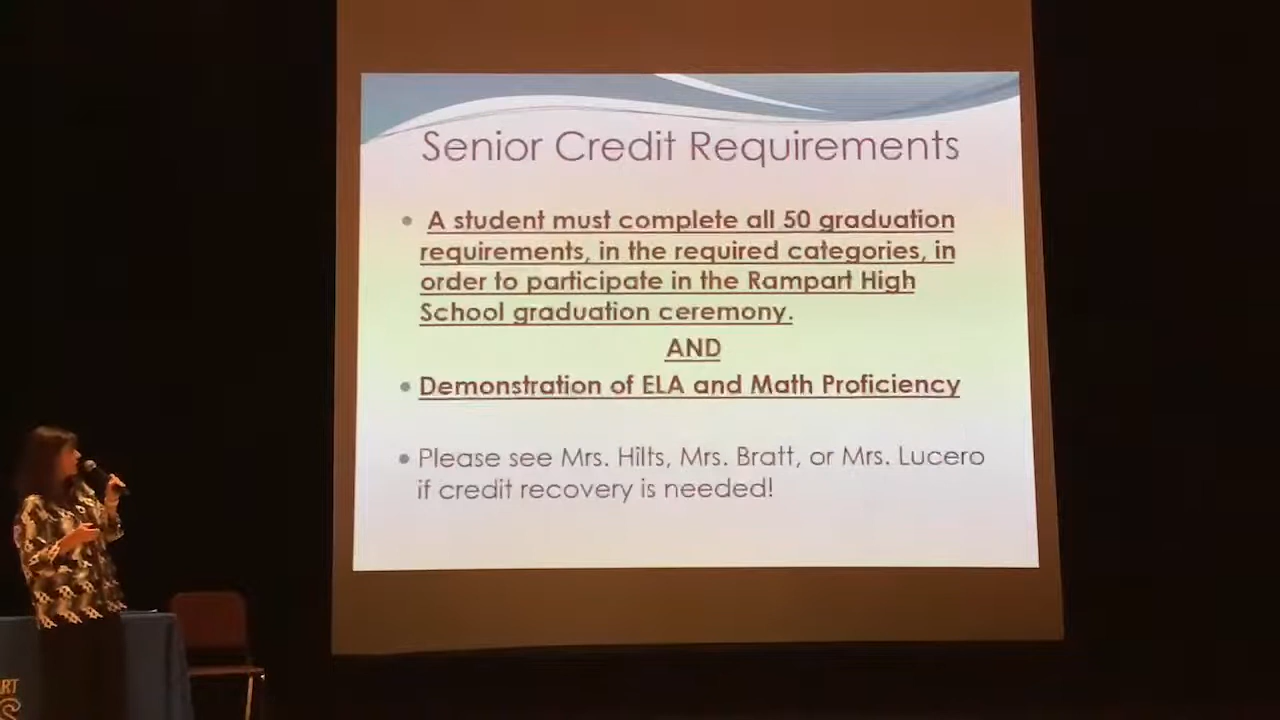 Senior Credit Requirements
• A student must complete all 50 graduation
requirements, in the required categories, in
order to participate in the Rampart High
School graduation ceremony.
AND
• Demonstration of ELA and Math Proficiency
• Please see Mrs. Hilts, Mrs. Bratt, or Mrs. Lucero
if credit recovery is needed!
ART
S